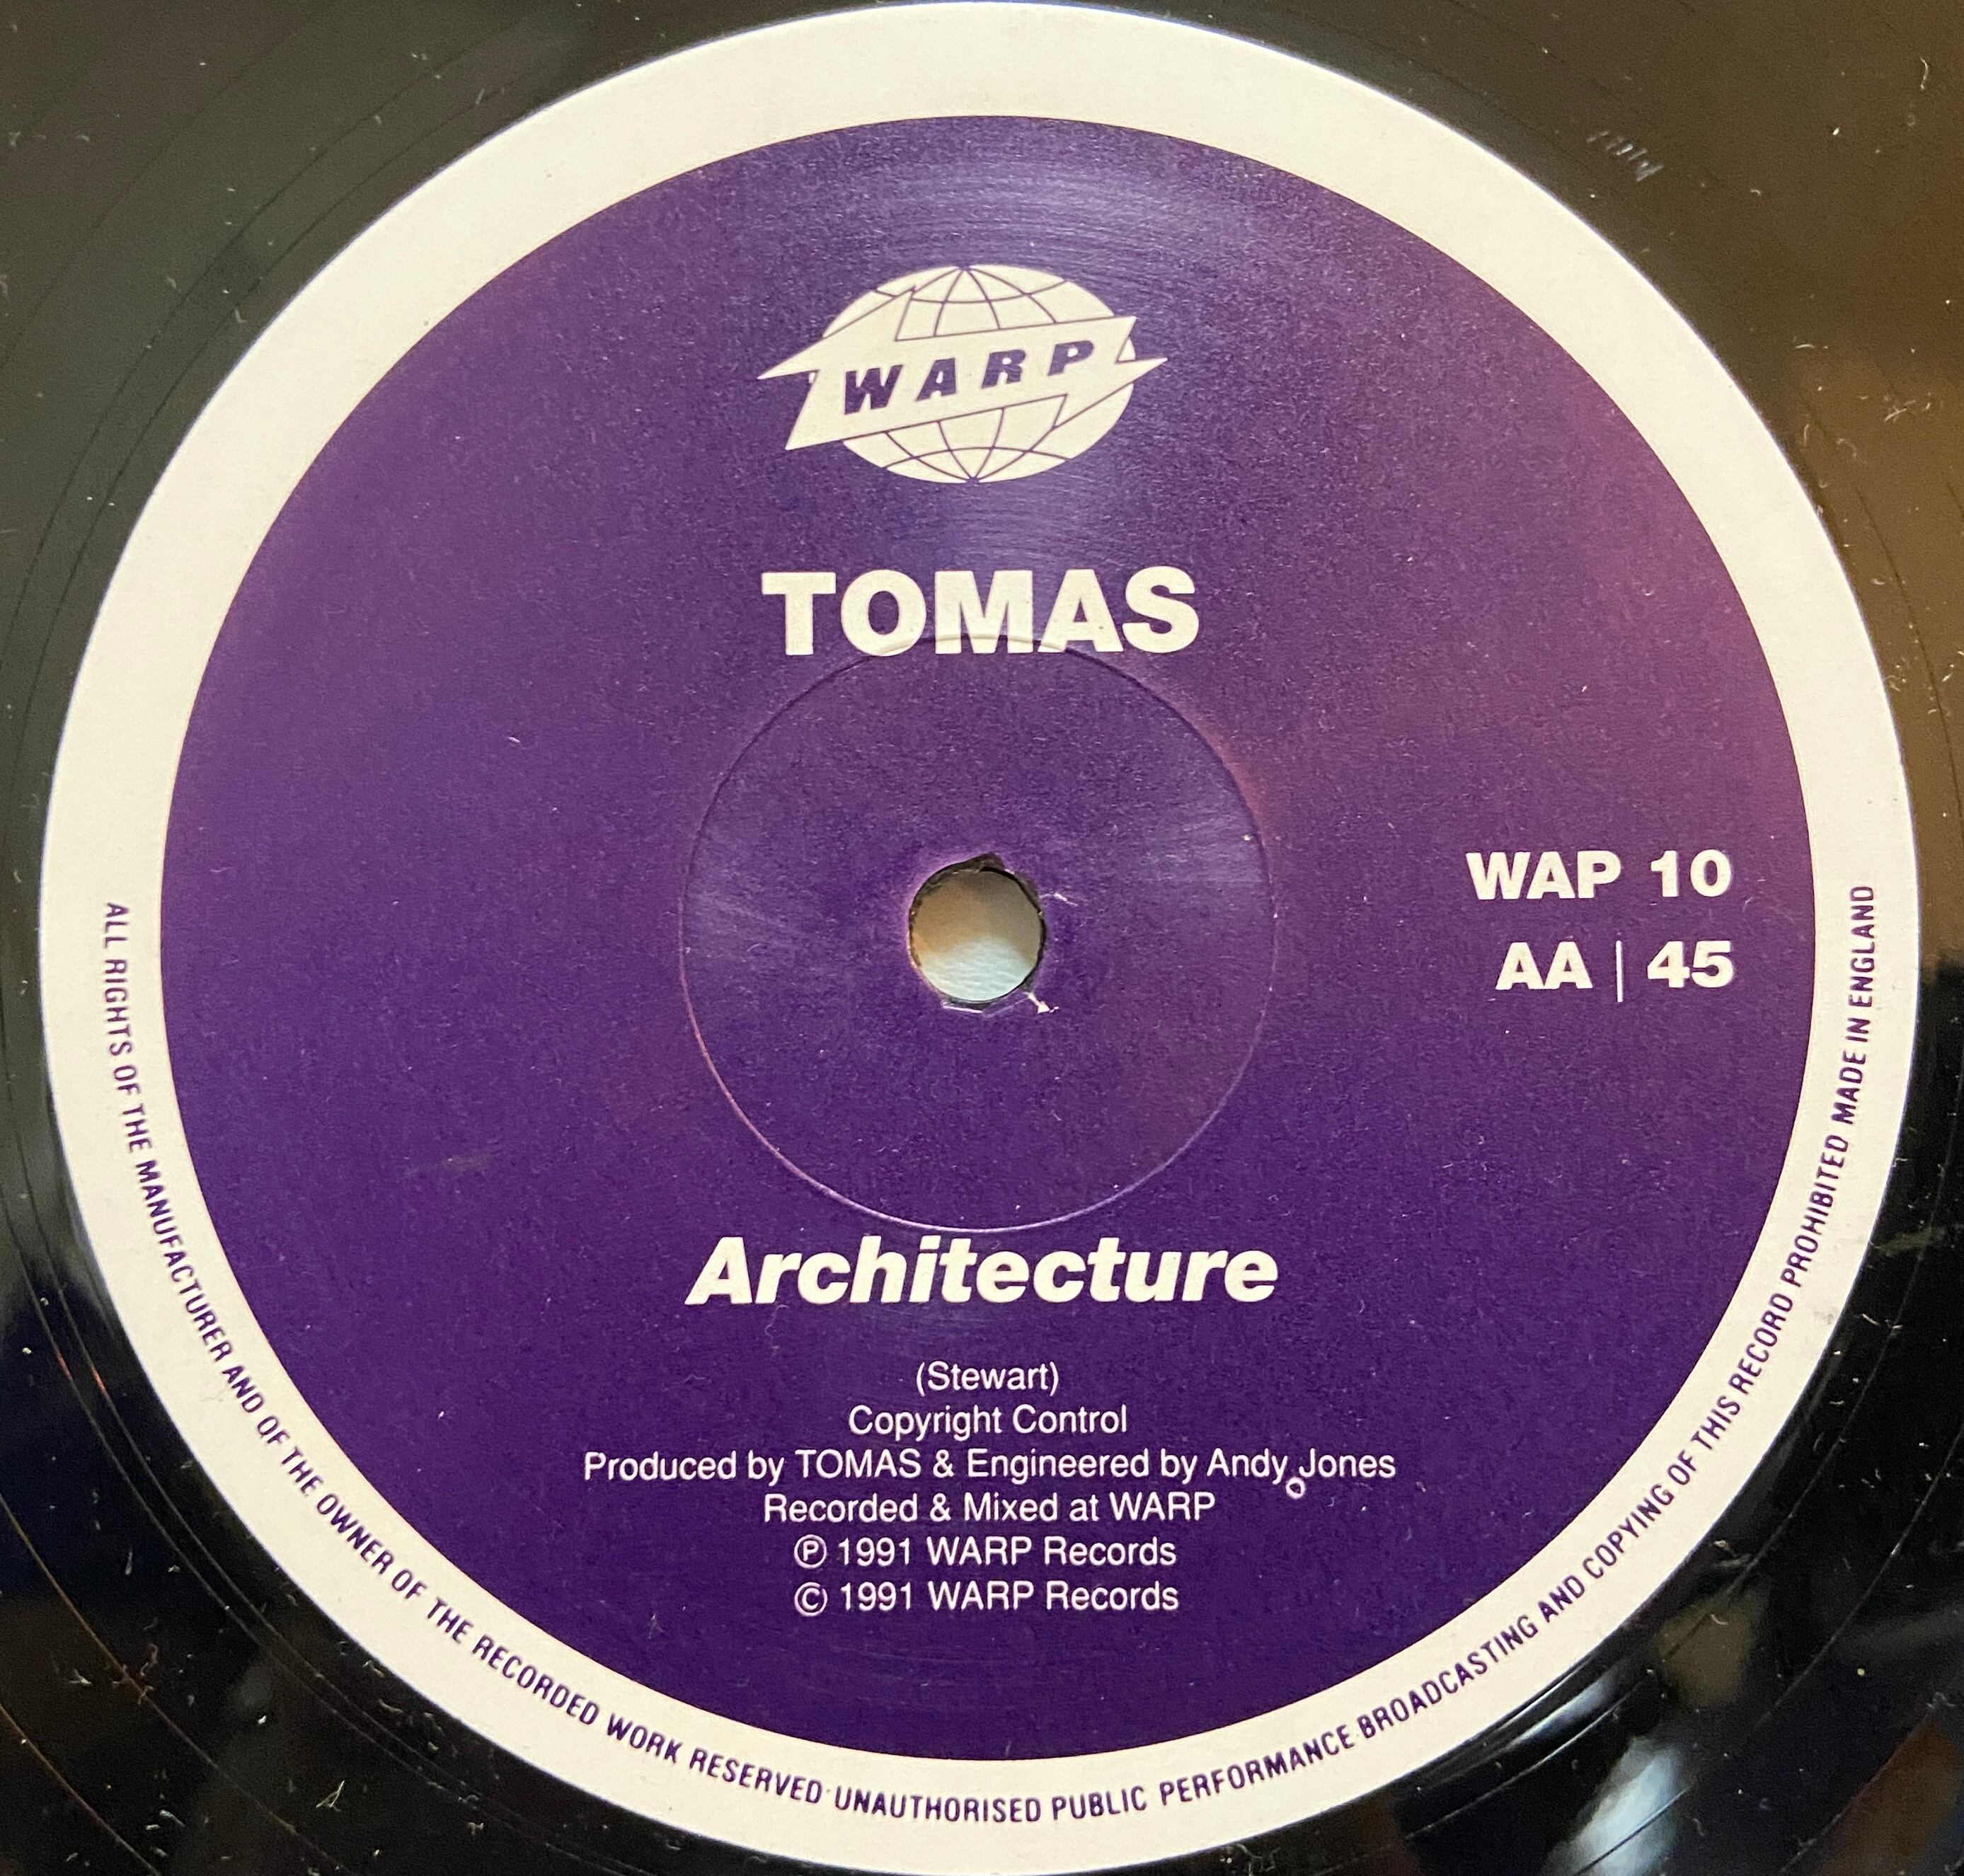 WARP
TOMAS
WAP 10
AA | 45
Architecture
(Stewart)
Copyright Control
Produced by TOMAS & Engineered by Andy Jones
Recorded & Mixed at WARP
℗ 1991 WARP Records
© 1991 WARP Records
ALL RIGHTS OF THE MANUFACTURER AND OF THE OWNER OF THE RECORDED WORK RESERVED UNAUTHORISED PUBLIC PERFORMANCE BROADCASTING AND COPYING OF THIS RECORD PROHIBITED MADE IN ENGLAND